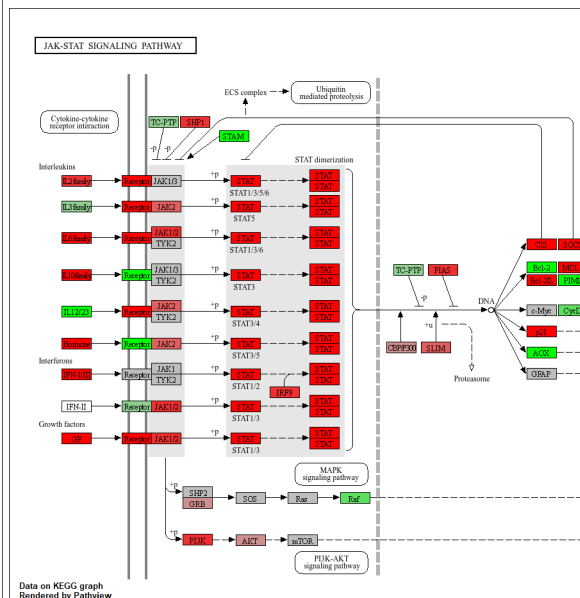 JAK-STAT SIGNALING PATHWAY
ECS complex
Ubiquitin
mediated proteolysis
Cytokine-cytokine
receptor interaction
TC-PTP
SHP1
STAM
-p
-p
Interleukins
STAT dimerization
IL2family Receptor JAK1/3 +p STAT STAT
STAT
STAT1/3/5/6
IL3family Receptor JAK2 +p STAT STAT
STAT
STAT5
IL6family Receptor JAK1/2 +p STAT STAT
TYK2 STAT
STAT1/3/6
IL10family Receptor JAK1/3 +p STAT STAT
TYK2 STAT
STAT3
IL12/23 Receptor JAK2 +p STAT STAT
TYK2 STAT
STAT3/4
Hormone Receptor JAK2 +p STAT STAT
STAT
STAT3/5
Interferons
IFN-I/III Receptor JAK1 +p STAT STAT
TYK2 STAT
STAT1/2
IRF9
IFN-II Receptor JAK1/2 +p STAT STAT
STAT
STAT1/3
Growth factors
GF Receptor JAK1/2 +p STAT STAT
STAT
STAT1/3
TC-PTP PIAS
-p
+u
CBP/P300 SLIM
Proteasome
DNA
CIS SOCS
Bcl-2 MCL
Bcl-XL PIM
c-Myc CycD
p21
AOX
GFAP
MAPK
signaling pathway
+p SHP2
GRB
SOS Ras Raf
+p PI3K AKT mTOR
PI3K-AKT
signaling pathway
Data on KEGG graph
Rendered by Pathview